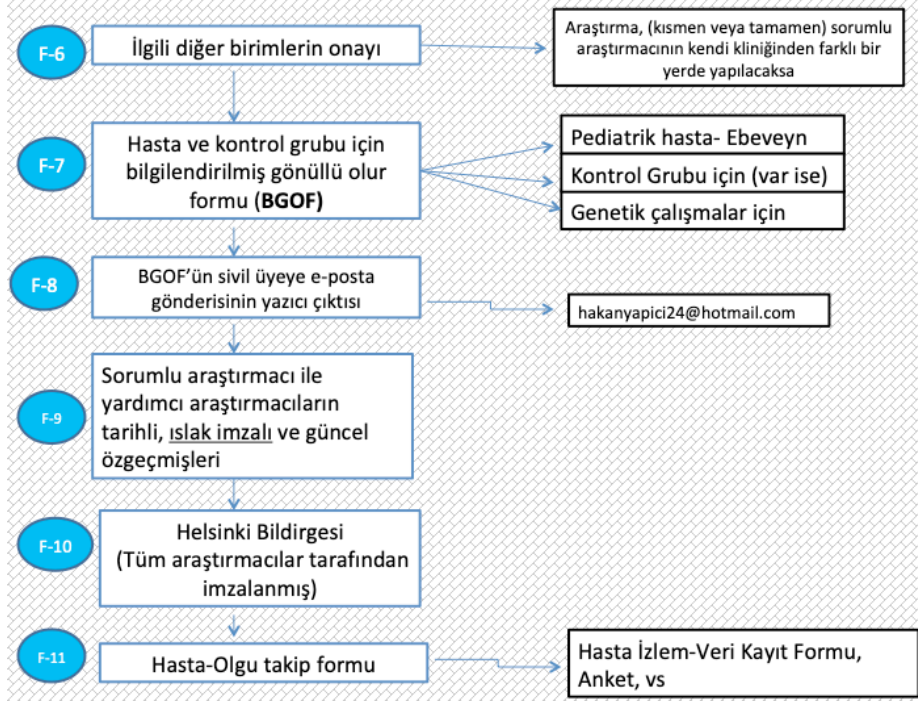 F-6
İlgili diğer birimlerin onayı
Araştırma, (kısmen veya tamamen) sorumlu
araştırmacının kendi kliniğinden farklı bir
yerde yapılacaksa
F-7
Hasta ve kontrol grubu için
bilgilendirilmiş gönüllü olur
formu (BGOF)
Pediatrik hasta- Ebeveyn
Kontrol Grubu için (var ise)
Genetik çalışmalar için
F-8
BGOF’ün sivil üyeye e-posta
gönderisinin yazıcı çıktısı
hakanyapici24@hotmail.com
F-9
Sorumlu araştırmacı ile
yardımcı araştırmacıların
tarihli, ıslak imzalı ve güncel
özgeçmişleri
F-10
Helsinki Bildirgesi
(Tüm araştırmacılar tarafından
imzalanmış)
F-11
Hasta-Olgu takip formu
Hasta İzlem-Veri Kayıt Formu,
Anket, vs